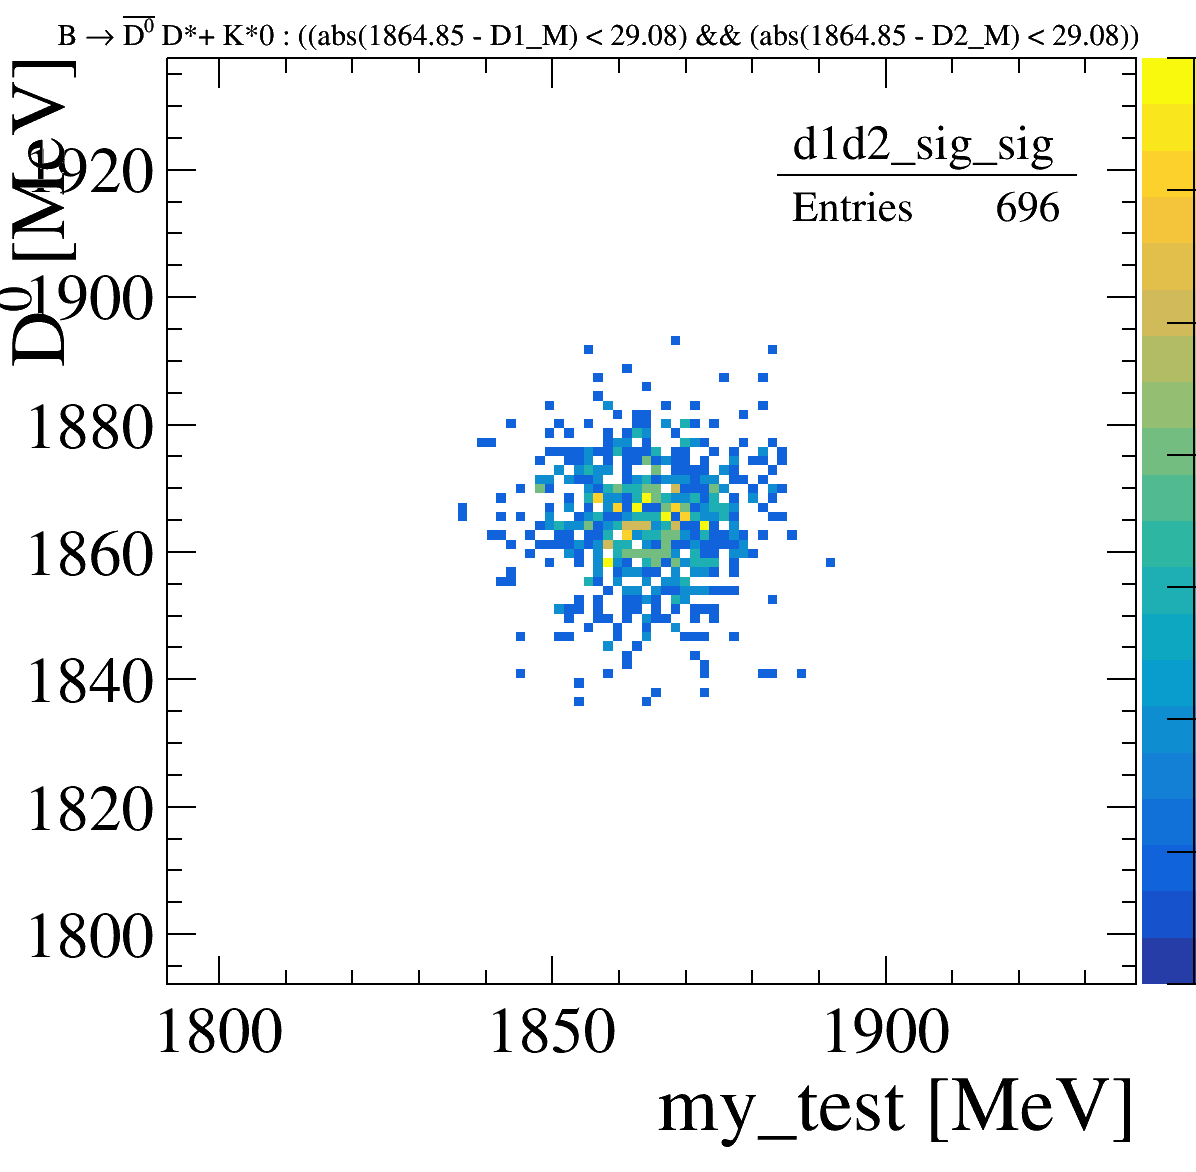 B → D⁰ D*+ K*0 : ((abs(1864.85 - D1_M) < 29.08) && (abs(1864.85 - D2_M) < 29.08))
D⁰ [MeV]
d1d2_sig_sig
Entries 696
1920
1900
1880
1860
1840
1820
1800
1800 1850 1900
my_test [MeV]